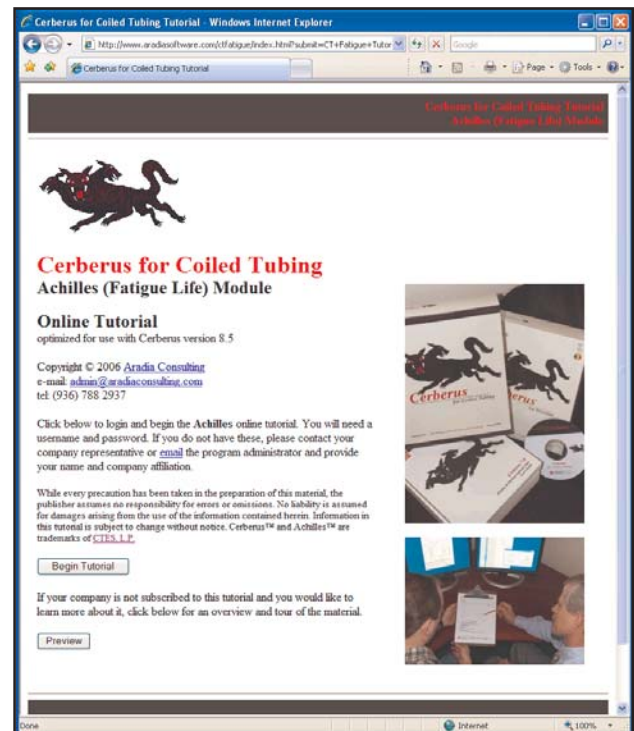 Cerberus for Coiled Tubing Tutorial - Windows Internet Explorer
http://www.aradiasoftware.com/ctfatigue/index.html?submit=CT+Fatigue+Tutor
Google
Cerberus for Coiled Tubing Tutorial
Page
Tools
Cerberus for Coiled Tubing Tutorial
Achilles (Fatigue Life) Module
Cerberus for Coiled Tubing
Achilles (Fatigue Life) Module
Online Tutorial
optimized for use with Cerberus version 8.5
Copyright © 2006 Aradia Consulting
e-mail: admin@aradiaconsulting.com
tel: (936) 788 2937
Click below to login and begin the Achilles online tutorial. You will need a
username and password. If you do not have these, please contact your
company representative or email the program administrator and provide
your name and company affiliation.
While every precaution has been taken in the preparation of this material, the
publisher assumes no responsibility for errors or omissions. No liability is assumed
for damages arising from the use of the information contained herein. Information in
this tutorial is subject to change without notice. Cerberus™ and Achilles™ are
trademarks of CTES, L.P.
Begin Tutorial
If your company is not subscribed to this tutorial and you would like to
learn more about it, click below for an overview and tour of the material.
Preview
Cerberus
Cerberus
Done
Internet
100%